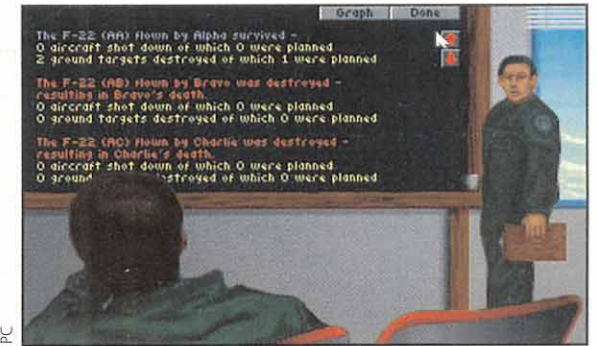 Graph Done
The F-22 (AA) flown by Alpha survived -
0 aircraft shot down of which 0 were planned
2 ground targets destroyed of which 1 were planned
The F-22 (AB) flown by Bravo was destroyed -
resulting in Bravo's death.
0 aircraft shot down of which 0 were planned
0 ground targets destroyed of which 0 were planned
The F-22 (AC) flown by Charlie was destroyed -
resulting in Charlie's death.
0 aircraft shot down of which 0 were planned
0 ground stroyed of which 0 were planned
PC